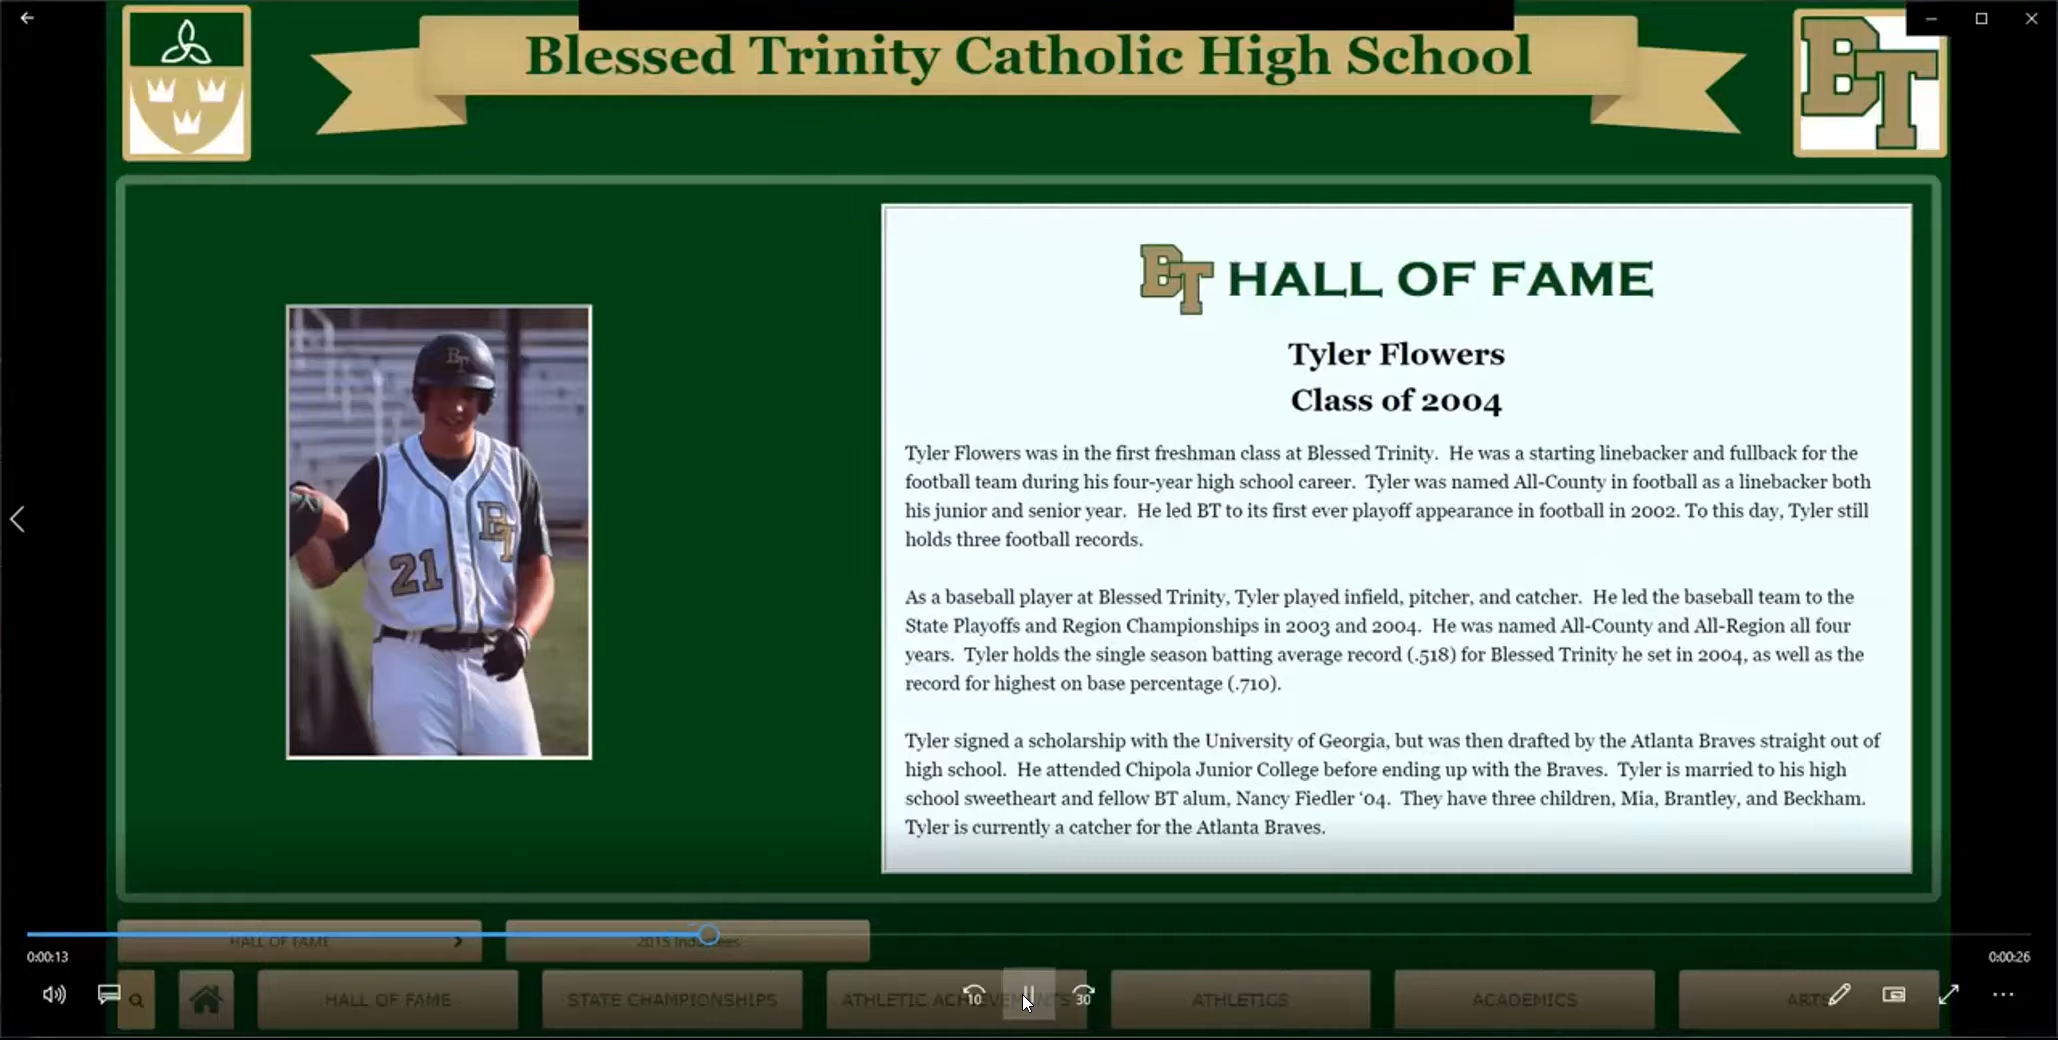 Blessed Trinity Catholic High School
BT
BT HALL OF FAME
Tyler Flowers
Class of 2004
BT
BT
21
Tyler Flowers was in the first freshman class at Blessed Trinity. He was a starting linebacker and fullback for the
football team during his four-year high school career. Tyler was named All-County in football as a linebacker both
his junior and senior year. He led BT to its first ever playoff appearance in football in 2002. To this day, Tyler still
holds three football records.
As a baseball player at Blessed Trinity, Tyler played infield, pitcher, and catcher. He led the baseball team to the
State Playoffs and Region Championships in 2003 and 2004. He was named All-County and All-Region all four
years. Tyler holds the single season batting average record (.518) for Blessed Trinity he set in 2004, as well as the
record for highest on base percentage (.710).
Tyler signed a scholarship with the University of Georgia, but was then drafted by the Atlanta Braves straight out of
high school. He attended Chipola Junior College before ending up with the Braves. Tyler is married to his high
school sweetheart and fellow BT alum, Nancy Fiedler ‘04. They have three children, Mia, Brantley, and Beckham.
Tyler is currently a catcher for the Atlanta Braves.
HALL OF FAME
2015 Inductees
0:00:13
0:00:26
HALL OF FAME
STATE CHAMPIONSHIPS
ATHLETIC ACHIEVEMENTS
10
30
ATHLETICS
ACADEMICS
ARTS